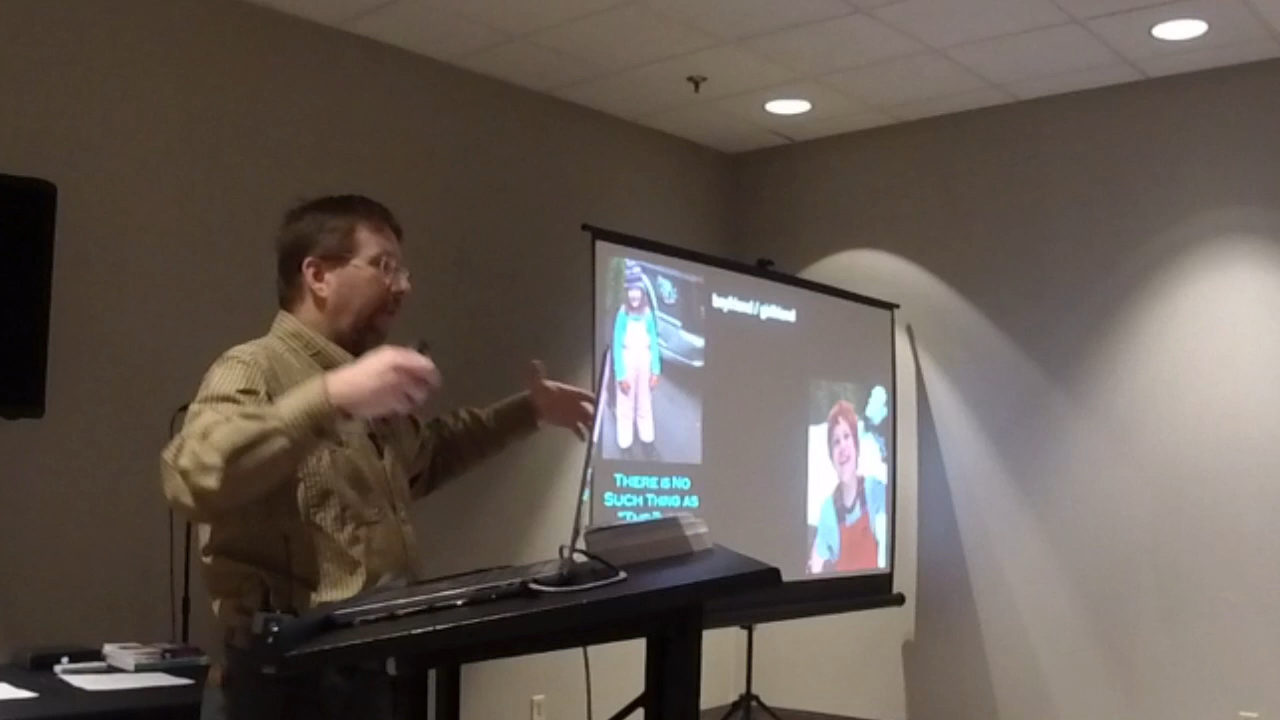 boyfriend / girlfriend
THERE IS NO
SUCH THING AS